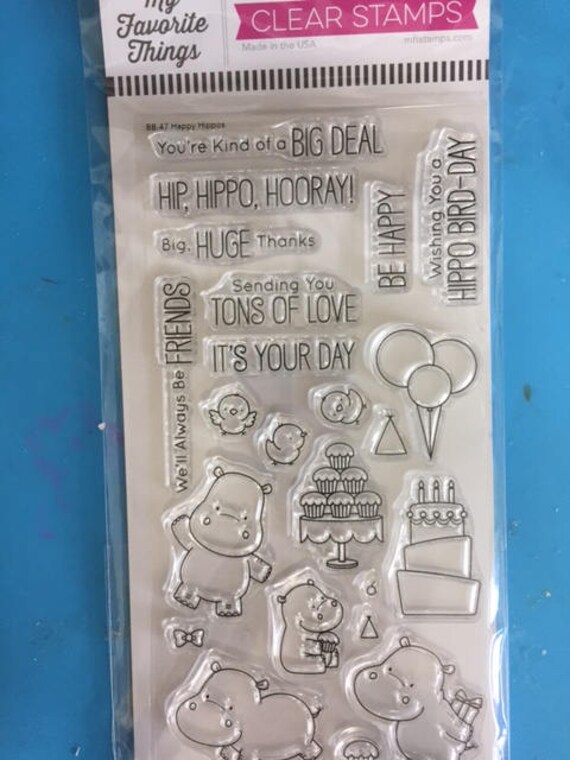 My
Favorite
Things
CLEAR STAMPS
Made in the USA
mftstamps.com
BB-47 Happy Hippos
You're Kind of a BIG DEAL
HIP, HIPPO, HOORAY!
Big, HUGE Thanks
BE HAPPY
Wishing You a
HIPPO BIRD-DAY
We'll Always Be FRIENDS
Sending You
TONS OF LOVE
IT'S YOUR DAY